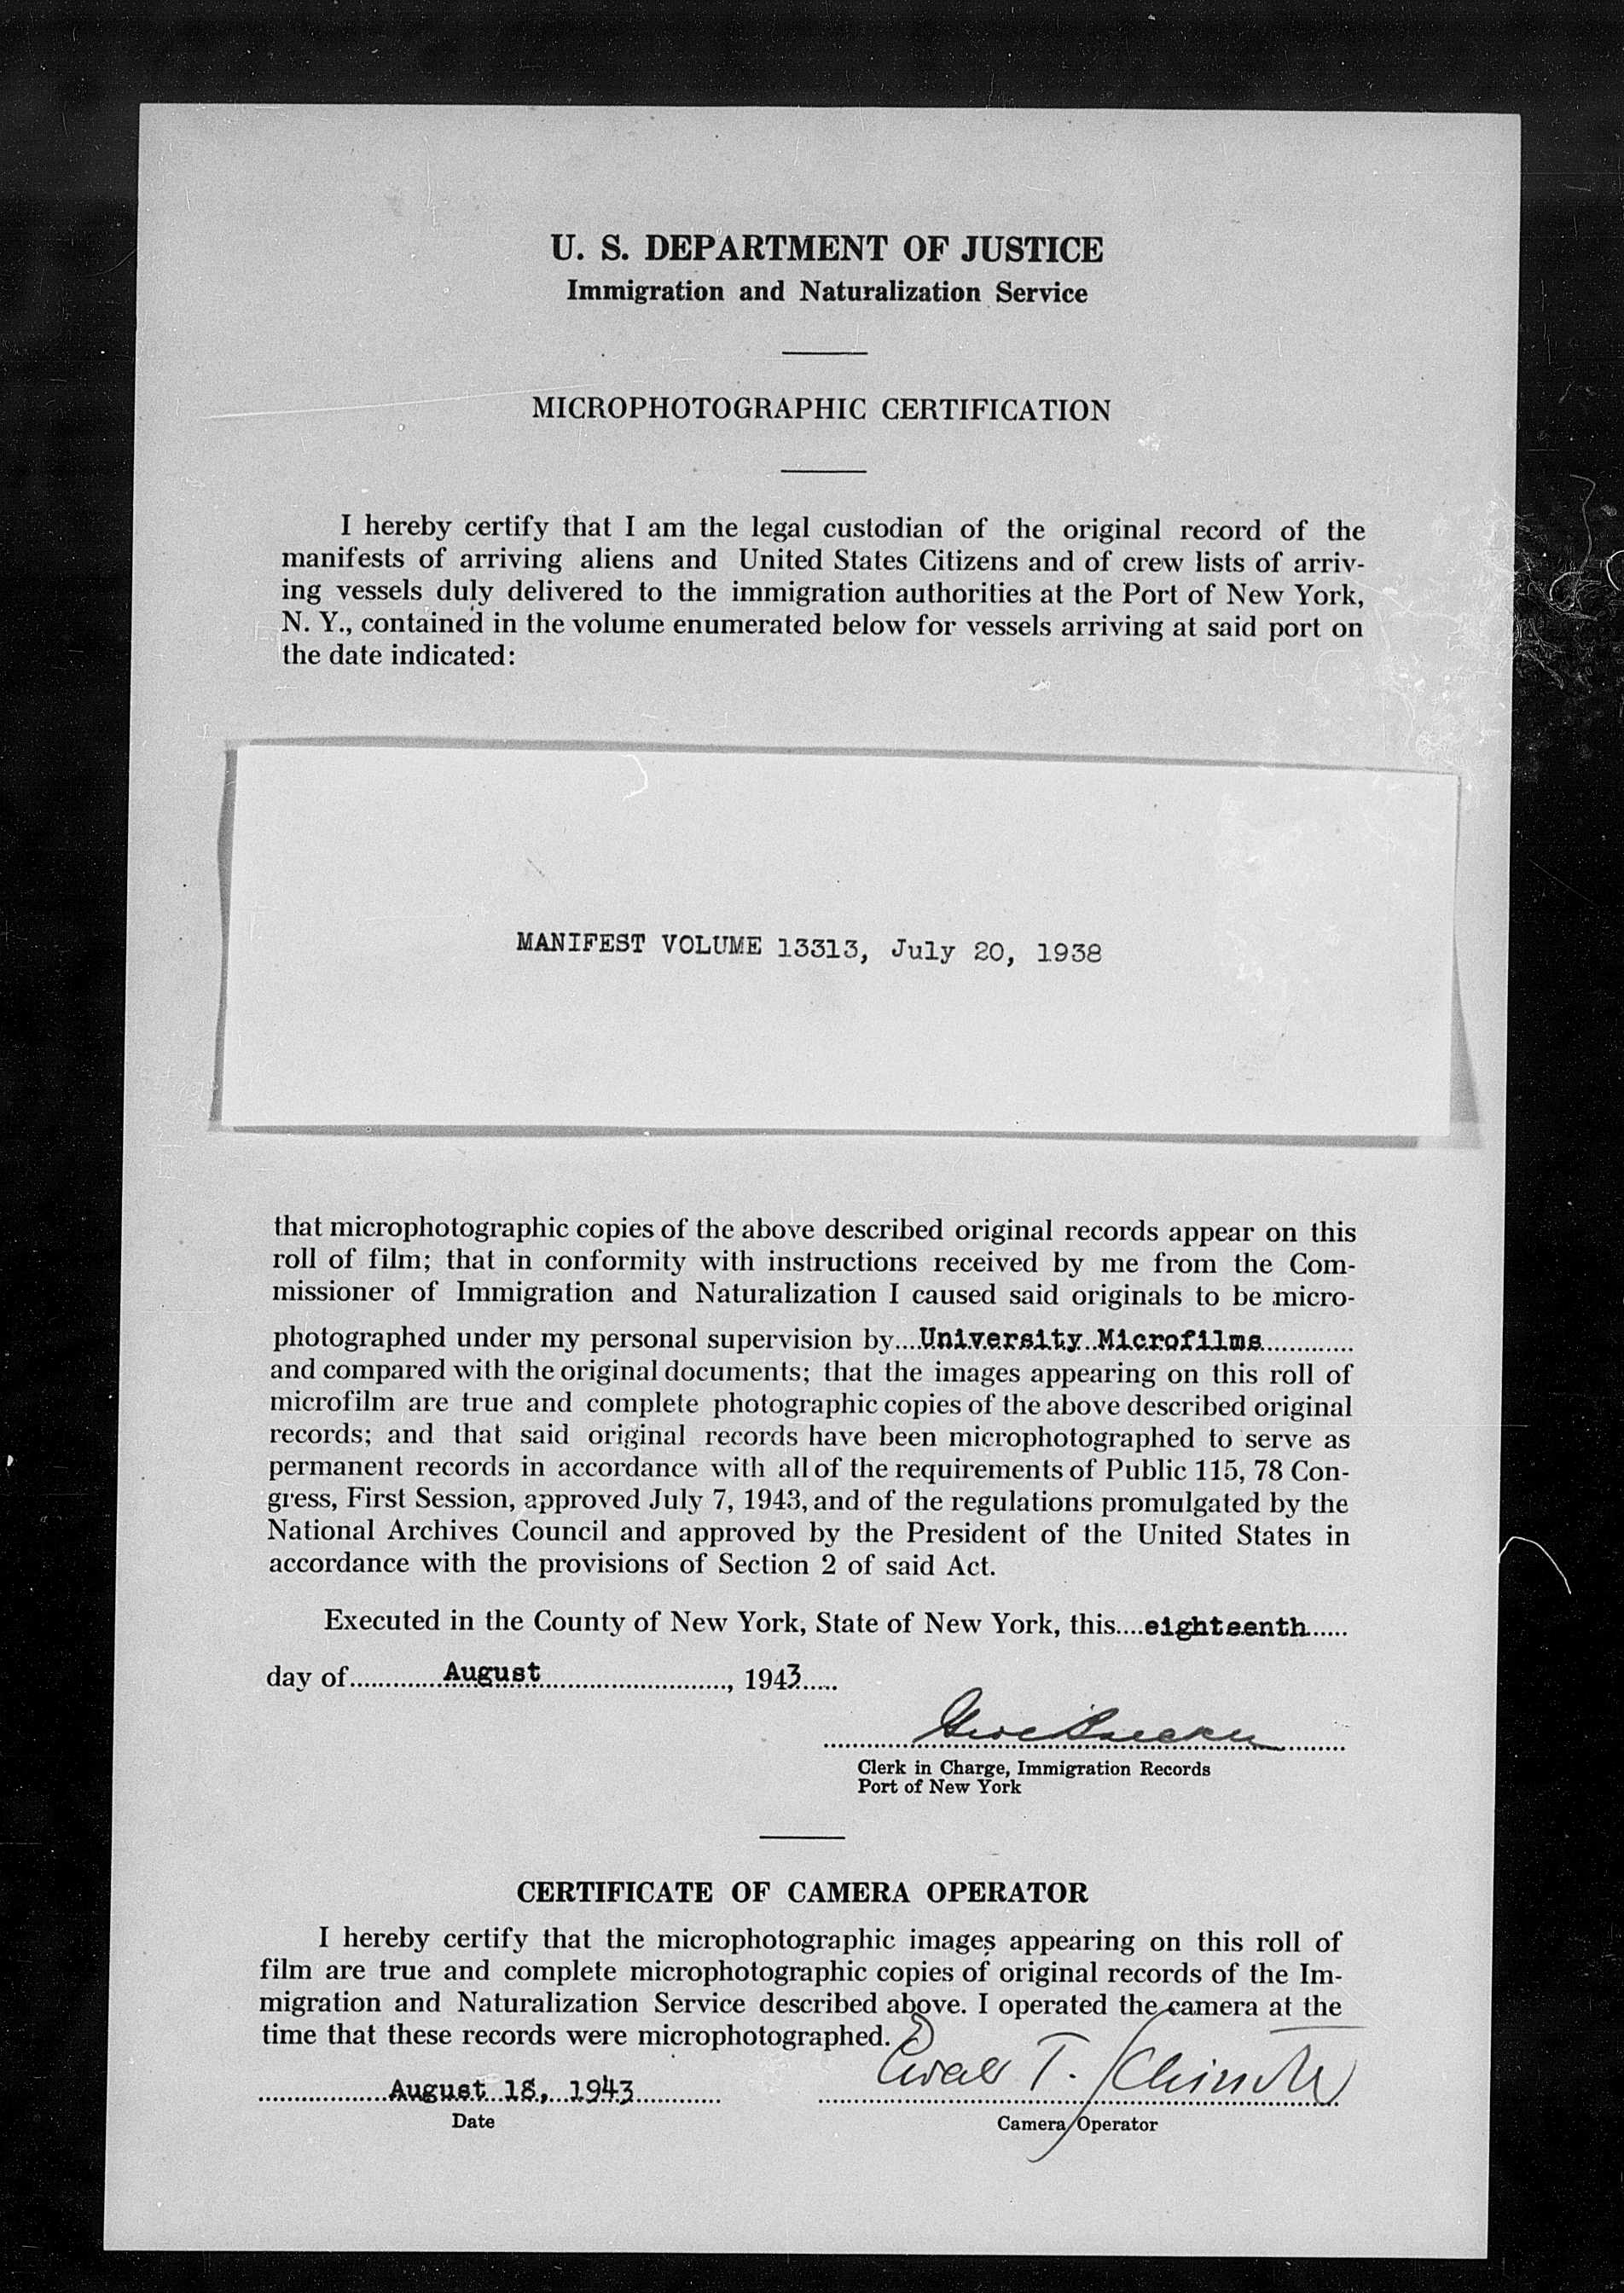 U. S. DEPARTMENT OF JUSTICE
Immigration and Naturalization Service
MICROPHOTOGRAPHIC CERTIFICATION
I hereby certify that I am the legal custodian of the original record of the
manifests of arriving aliens and United States Citizens and of crew lists of arriv-
ing vessels duly delivered to the immigration authorities at the Port of New York,
N. Y., contained in the volume enumerated below for vessels arriving at said port on
the date indicated:
MANIFEST VOLUME 13313, July 20, 1938
that microphotographic copies of the above described original records appear on this
roll of film; that in conformity with instructions received by me from the Com-
missioner of Immigration and Naturalization I caused said originals to be micro-
photographed under my personal supervision by....University Microfilms.............
and compared with the original documents; that the images appearing on this roll of
microfilm are true and complete photographic copies of the above described original
records; and that said original records have been microphotographed to serve as
permanent records in accordance with all of the requirements of Public 115, 78 Con-
gress, First Session, approved July 7, 1943, and of the regulations promulgated by the
National Archives Council and approved by the President of the United States in
accordance with the provisions of Section 2 of said Act.
Executed in the County of New York, State of New York, this....eighteenth......
day of..............August............................, 1943.....
Clerk in Charge, Immigration Records
Port of New York
CERTIFICATE OF CAMERA OPERATOR
I hereby certify that the microphotographic images appearing on this roll of
film are true and complete microphotographic copies of original records of the Im-
migration and Naturalization Service described above. I operated the camera at the
time that these records were microphotographed.
August 18, 1943
T.
Date
Camera Operator